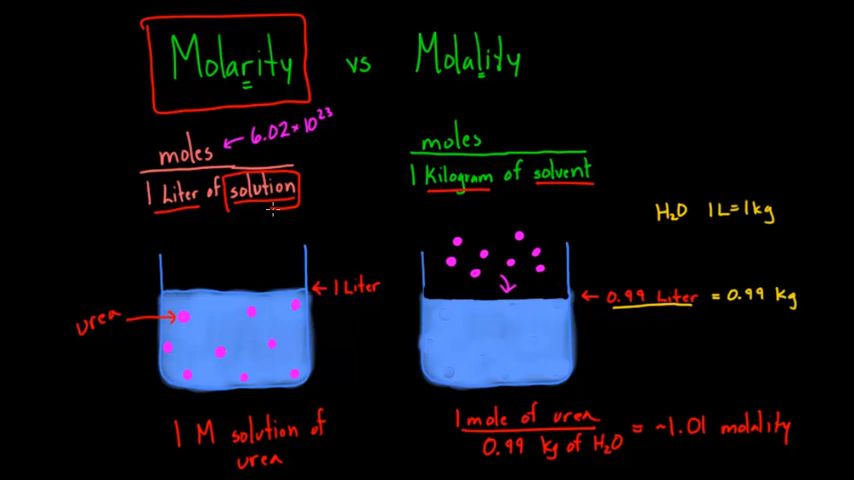 Molarity vs Molality
moles ← 6.02×10²³
1 Liter of solution
moles
1 Kilogram of solvent
H₂O 1L=1kg
← 1 Liter
urea →
← 0.99 Liter = 0.99 kg
1 M solution of
urea
1 mole of urea
0.99 kg of H₂O
= ~1.01 molality